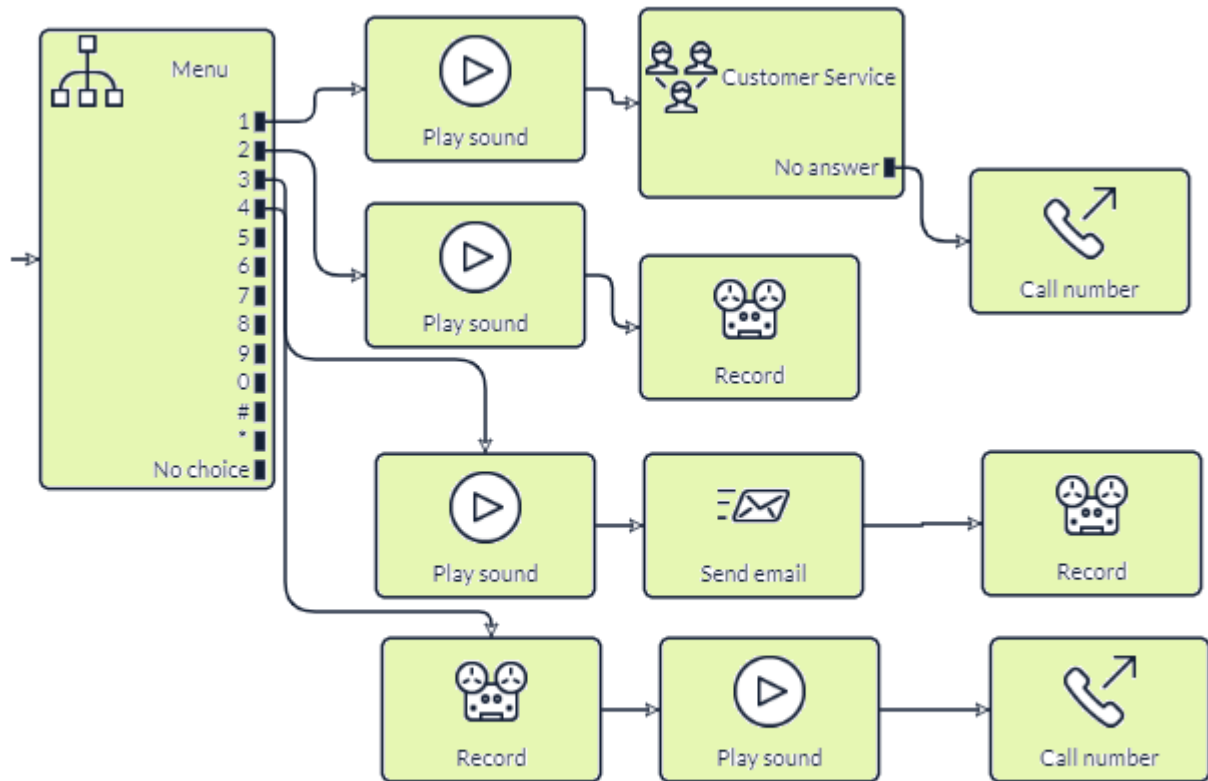 Menu
1
2
3
4
5
6
7
8
9
0
#
*
No choice
Play sound
Customer Service
No answer
Call number
Play sound
Record
Play sound
Send email
Record
Record
Play sound
Call number